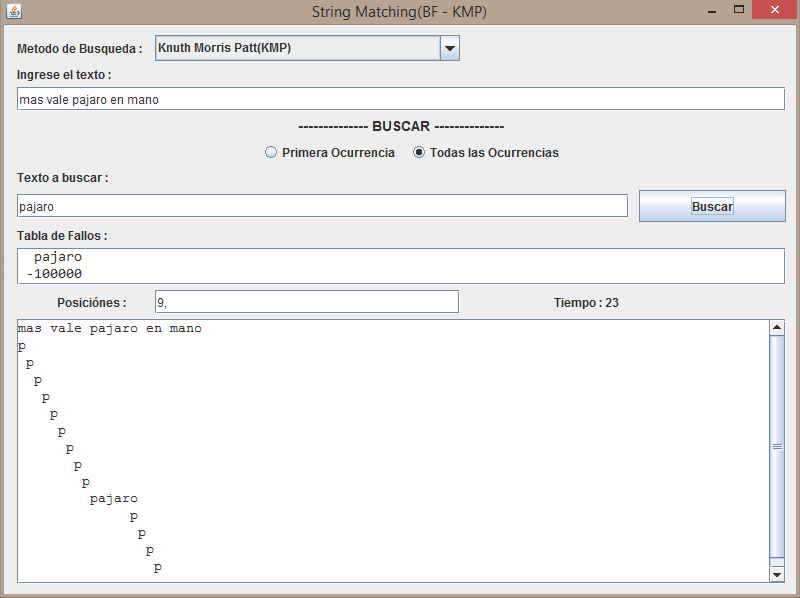 String Matching(BF - KMP)
Metodo de Busqueda : Knuth Morris Patt(KMP)
Ingrese el texto :
mas vale pajaro en mano
-------------- BUSCAR --------------
Primera Ocurrencia Todas las Ocurrencias
Texto a buscar :
pajaro Buscar
Tabla de Fallos :
pajaro
-100000
Posiciónes : 9, Tiempo : 23
mas vale pajaro en mano
p
p
p
p
p
p
p
p
p
pajaro
p
p
p
p